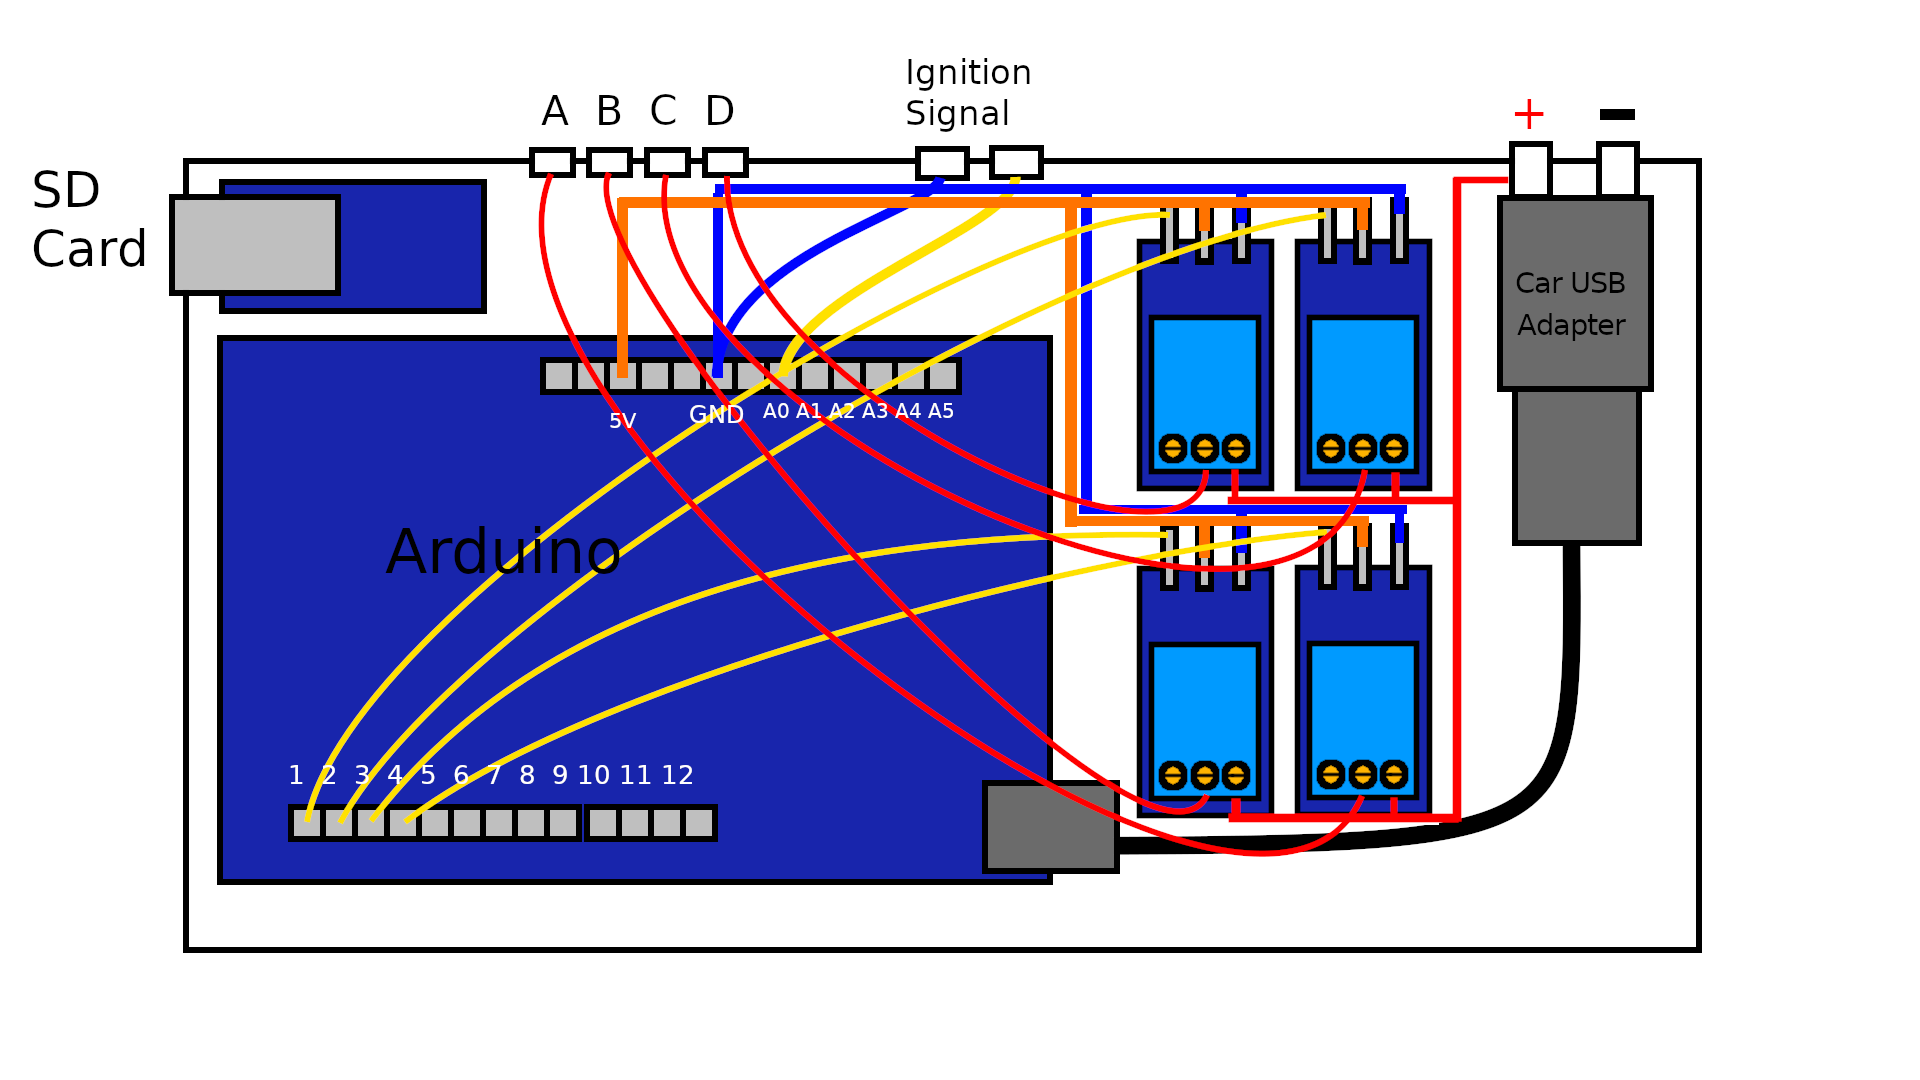 Ignition
Signal
A B C D
+ -
SD
Card
Car USB
Adapter
5V GND A0 A1 A2 A3 A4 A5
Arduino
1 2 3 4 5 6 7 8 9 10 11 12